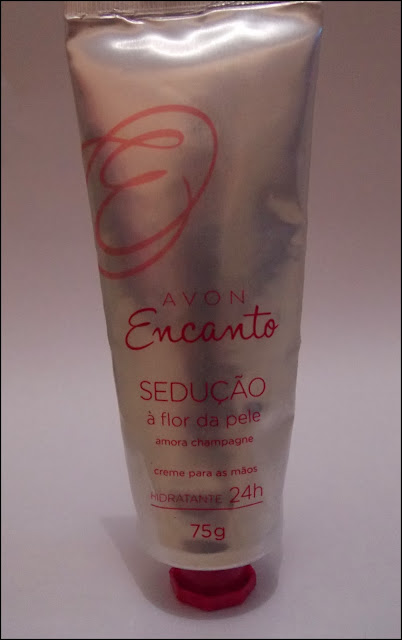 E
AVON
Encanto
SEDUÇÃO
à flor da pele
amora champagne
creme para as mãos
HIDRATANTE 24h
75g